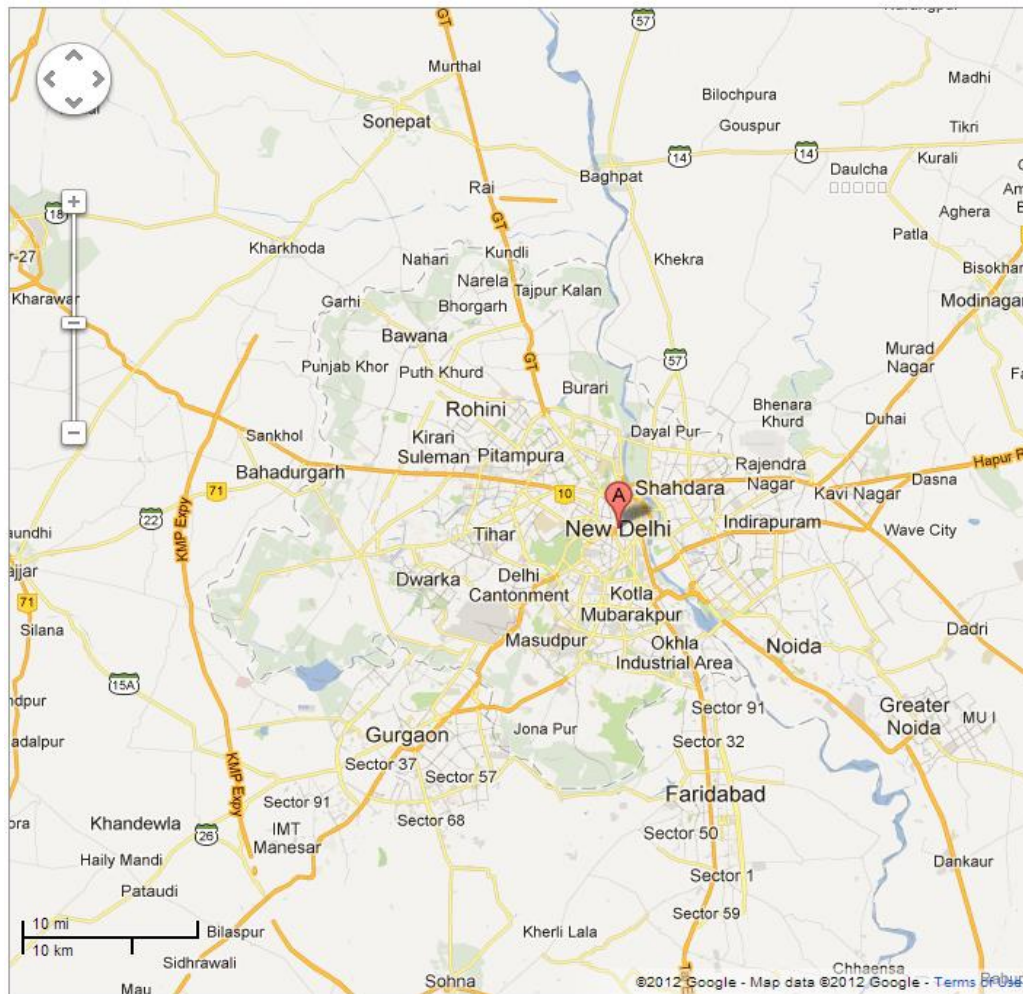 GT
57
Murthal
Madhi
Bilochpura
Sonepat
Gouspur
Tikri
14
14
Kurali
Daulcha
Baghpat
Rai
18
GT
Aghera
Patla
Kharkhoda
Kundli
Nahari
Khekra
Bisokhar
r-27
Narela
Tajpur Kalan
Kharawar
Garhi
Bhorgarh
Modinagar
Bawana
Murad
Nagar
GT
57
Punjab Khor
Puth Khurd
Burari
Bhenara
Khurd
Rohini
Duhai
Sankhol
Kirari
Suleman
Dayal Pur
Pitampura
Bahadurgarh
Rajendra
Nagar
Hapur R
71
10
A
Shahdara
Kavi Nagar
Dasna
22
KMP Expy
Tihar
New Delhi
Indirapuram
Wave City
aundhi
ajjar
Dwarka
Delhi
Cantonment
Kotla
Mubarakpur
71
Silana
Masudpur
Okhla
Industrial Area
Noida
Dadri
15A
ndpur
Sector 91
Greater
Noida
MU I
adalpur
Gurgaon
Jona Pur
Sector 32
KMP Expy
Sector 37
Sector 57
Sector 91
Faridabad
ora
Khandewla
26
IMT
Manesar
Sector 68
Sector 50
Haily Mandi
Dankaur
Pataudi
Sector 1
Sector 59
10 mi
10 km
Bilaspur
Kherli Lala
Sidhrawali
Chhaensa
Mau
Sohna
©2012 Google - Map data ©2012 Google - Terms of Use